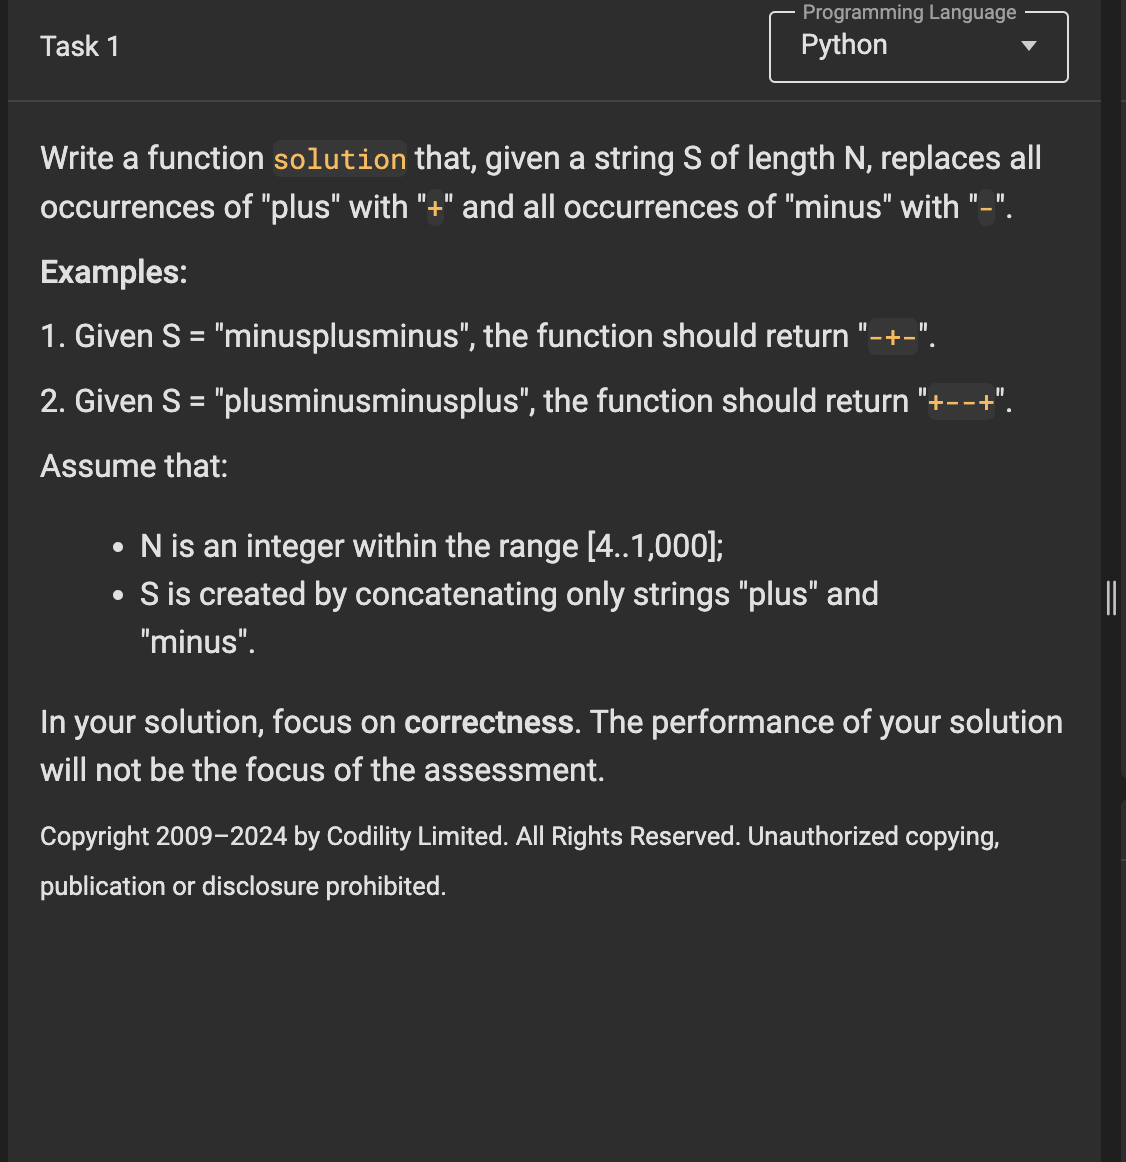 Programming Language
Task 1
Python
Write a function solution that, given a string S of length N, replaces all
occurrences of "plus" with "+" and all occurrences of "minus" with "-".
Examples:
1. Given S = "minusplusminus", the function should return "-+-".
2. Given S = "plusminusminusplus", the function should return "+--+".
Assume that:
• N is an integer within the range [4..1,000];
• S is created by concatenating only strings "plus" and
"minus".
In your solution, focus on correctness. The performance of your solution
will not be the focus of the assessment.
Copyright 2009–2024 by Codility Limited. All Rights Reserved. Unauthorized copying,
publication or disclosure prohibited.